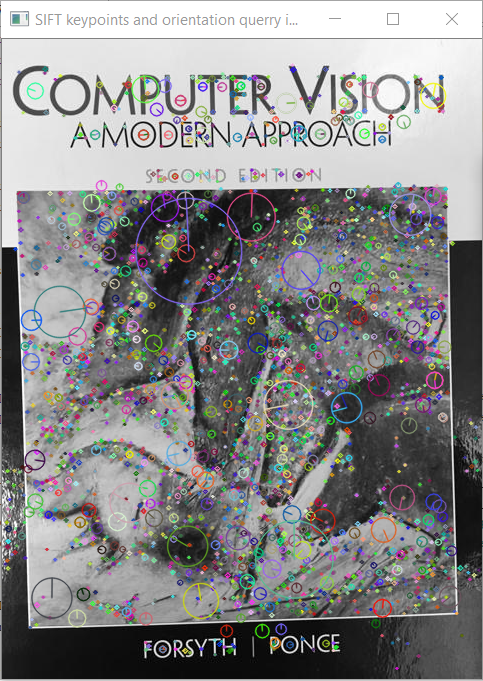 SIFT keypoints and orientation querry i...
COMPUTER VISION
A MODERN APPROACH
SECOND EDITION
FORSYTH | PONCE